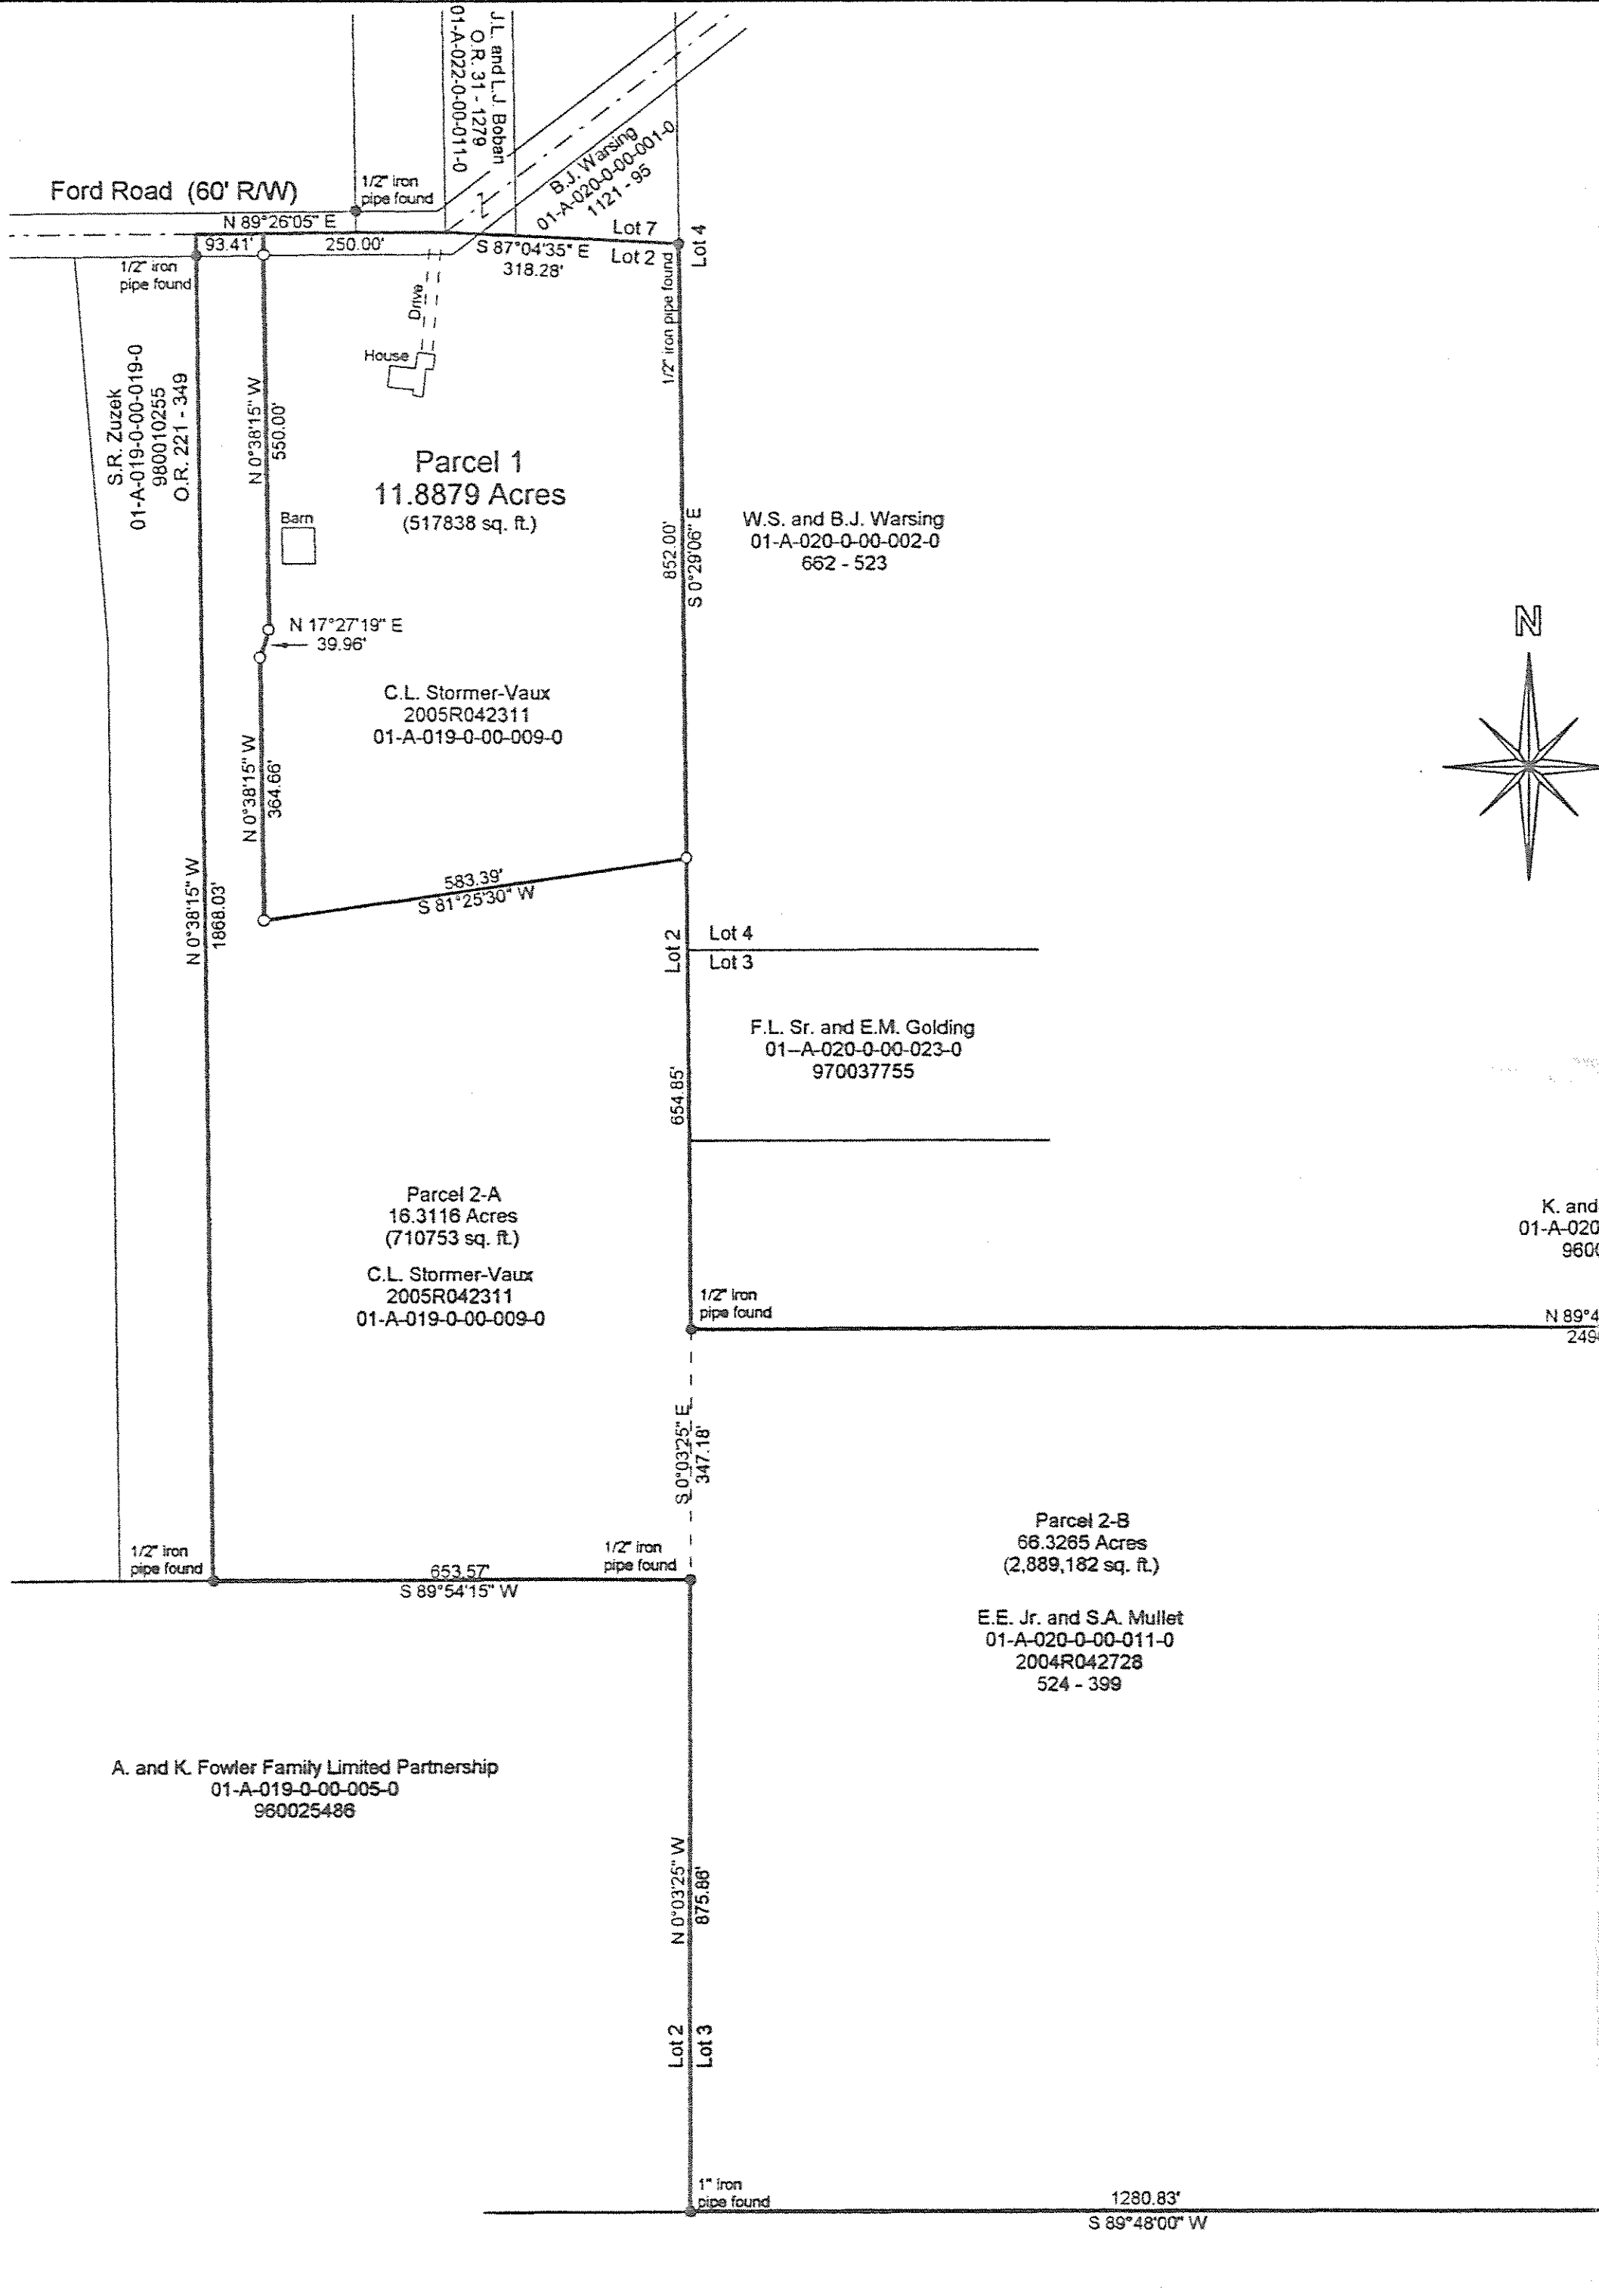 J.L. and L.J. Boban
O.R. 31 - 1279
01-A-022-0-00-011-0
B.J. Warsing
01-A-020-0-00-001-0
1121 - 95
Ford Road (60' R/W)
1/2" iron
pipe found
N 89°26'05" E
93.41'
250.00'
S 87°04'35" E
318.28'
Lot 7
Lot 2
Lot 4
1/2" iron
pipe found
1/2" iron pipe found
Drive
House
S.R. Zuzek
01-A-019-0-00-019-0
980010255
O.R. 221 - 349
N 0°38'15" W
550.00'
Parcel 1
11.8879 Acres
(517838 sq. ft.)
Barn
852.00'
S 0°29'06" E
W.S. and B.J. Warsing
01-A-020-0-00-002-0
662 - 523
N 17°27'19" E
39.96'
N
C.L. Stormer-Vaux
2005R042311
01-A-019-0-00-009-0
N 0°38'15" W
364.66'
583.39'
S 81°25'30" W
N 0°38'15" W
1868.03'
Lot 2
Lot 4
Lot 3
F.L. Sr. and E.M. Golding
01--A-020-0-00-023-0
970037755
654.85'
Parcel 2-A
16.3116 Acres
(710753 sq. ft.)
C.L. Stormer-Vaux
2005R042311
01-A-019-0-00-009-0
K. and
01-A-020
960
1/2" iron
pipe found
N 89°4
249
S 0°03'25" E
347.18'
1/2" iron
pipe found
1/2" iron
pipe found
653.57'
S 89°54'15" W
Parcel 2-B
66.3265 Acres
(2,889,182 sq. ft.)
E.E. Jr. and S.A. Mullet
01-A-020-0-00-011-0
2004R042728
524 - 399
A. and K. Fowler Family Limited Partnership
01-A-019-0-00-005-0
960025486
N 0°03'25" W
875.86'
Lot 2
Lot 3
1" iron
pipe found
1280.83'
S 89°48'00" W